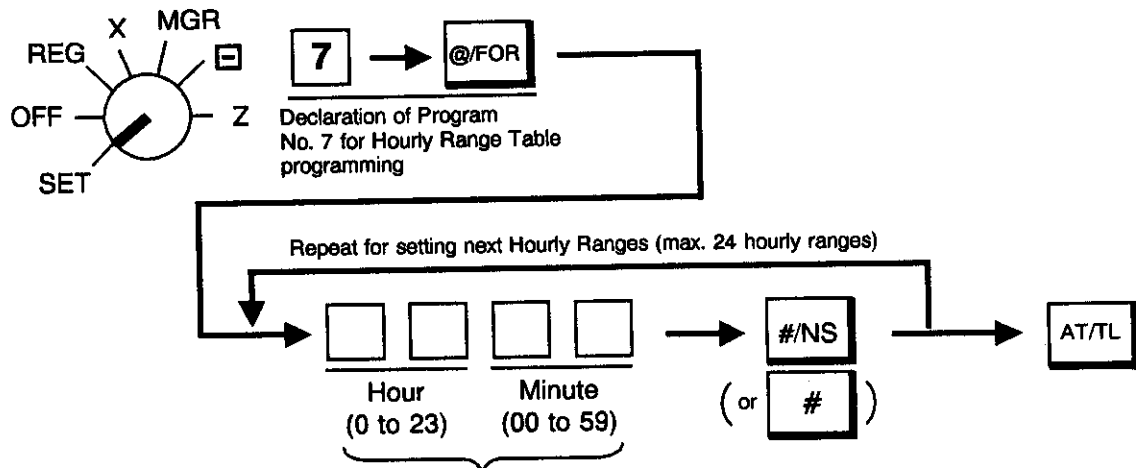 X
MGR
REG
OFF
Z
SET
7
@/FOR
Declaration of Program
No. 7 for Hourly Range Table
programming
Repeat for setting next Hourly Ranges (max. 24 hourly ranges)
#/NS
AT/TL
Hour
(0 to 23)
Minute
(00 to 59)
(or # )